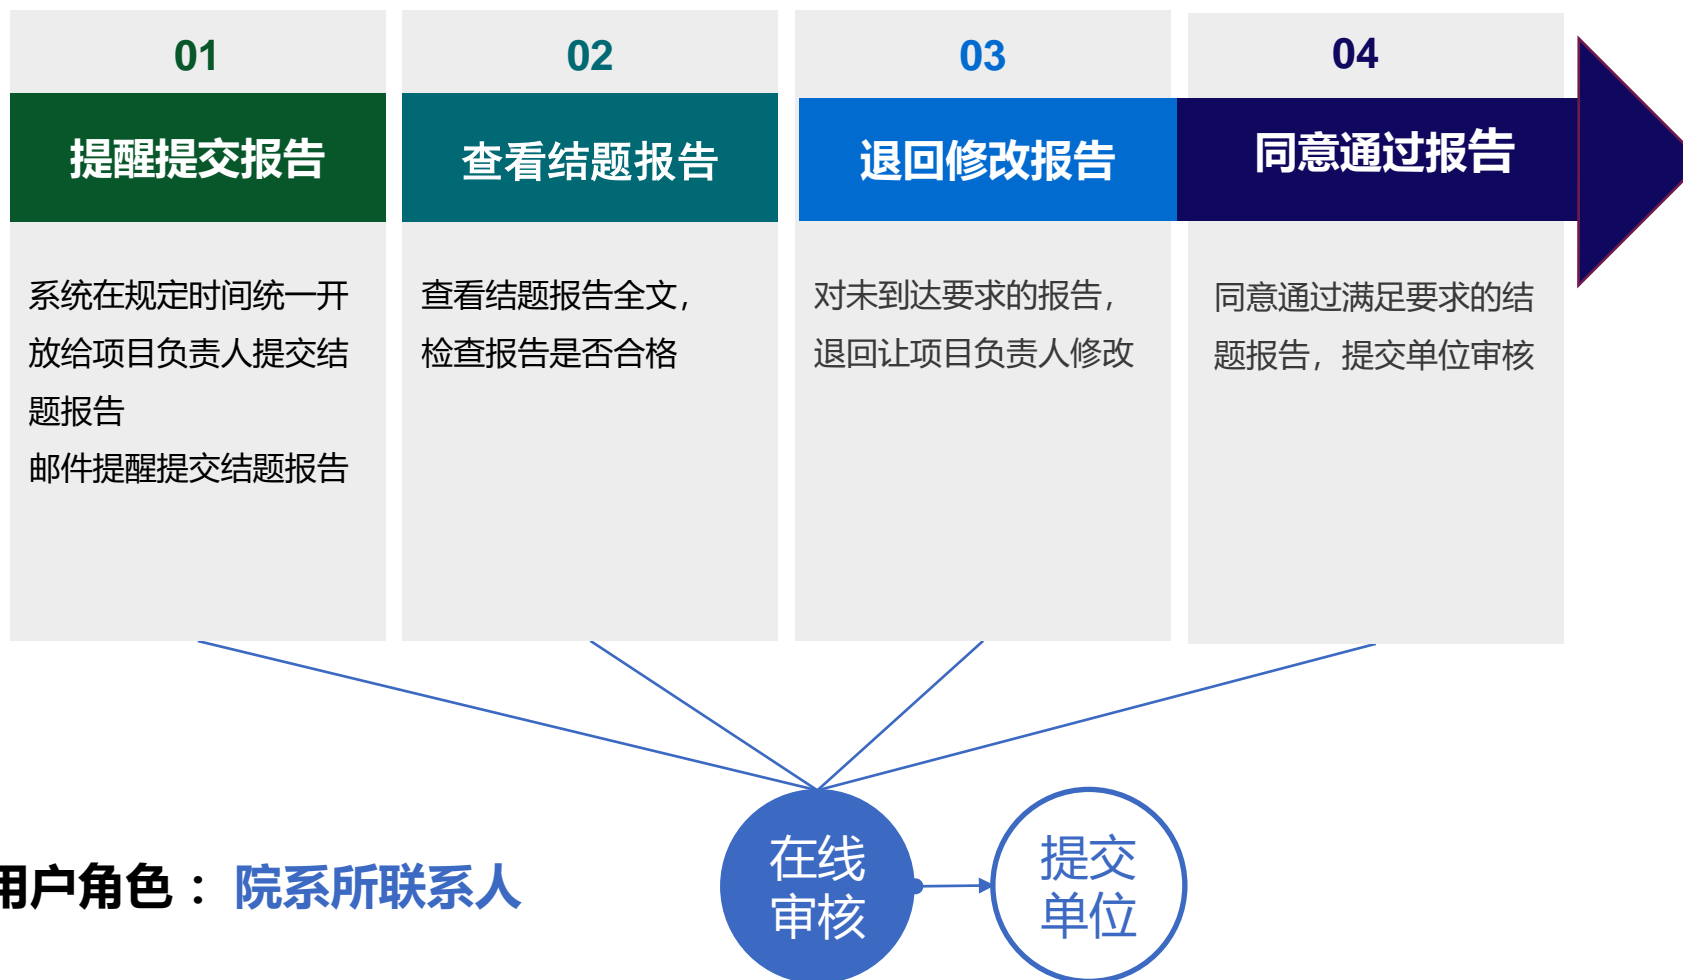 01
提醒提交报告
系统在规定时间统一开
放给项目负责人提交结
题报告
邮件提醒提交结题报告
02
查看结题报告
查看结题报告全文,
检查报告是否合格
03
退回修改报告
对未到达要求的报告,
退回让项目负责人修改
04
同意通过报告
同意通过满足要求的结
题报告, 提交单位审核
用户角色： 院系所联系人
在线
审核
提交
单位